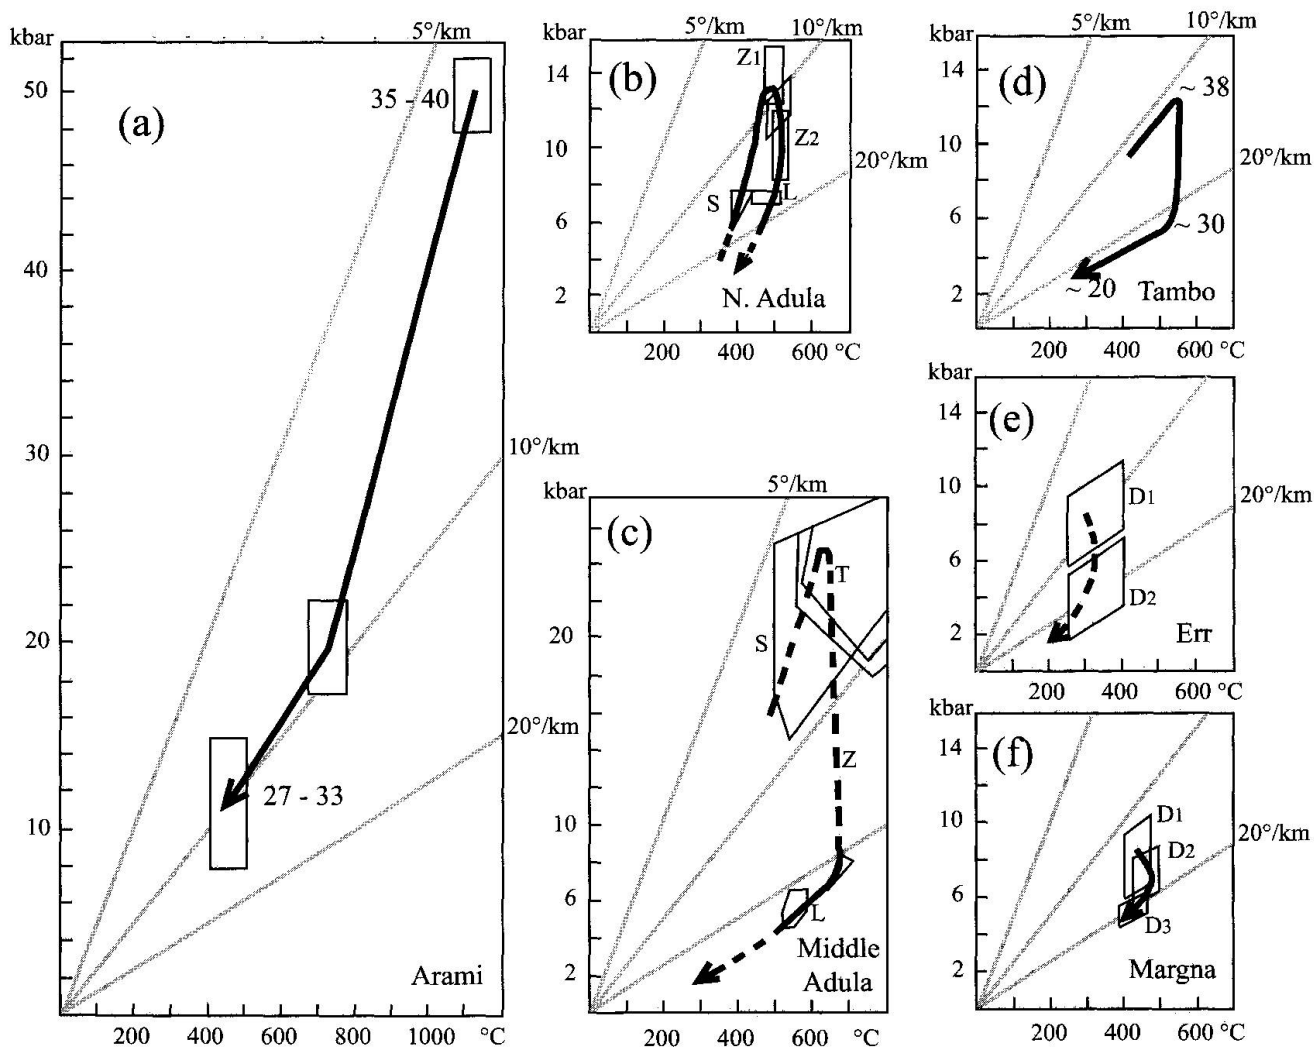 kbar
5°/km
50
(a)
35 - 40
40
30
10°/km
20
20°/km
27 - 33
10
Arami
200
400
600
800
1000
°C
kbar
5°/km
10°/km
14
(b)
Z1
Z2
10
20°/km
S
L
6
2
N. Adula
200
400
600 °C
kbar
5°/km
(c)
T
S
20
Z
10
20°/km
6
L
Middle
Adula
2
200
400
600
°C
kbar
5°/km
10°/km
14
(d)
~ 38
10
20°/km
6
~ 30
2
~ 20
Tambo
200
400
600 °C
kbar
14
(e)
10
D1
20°/km
6
D2
2
Err
200
400
600 °C
kbar
14
(f)
10
D1
20°/km
D2
6
D3
2
Margna
200
400
600 °C